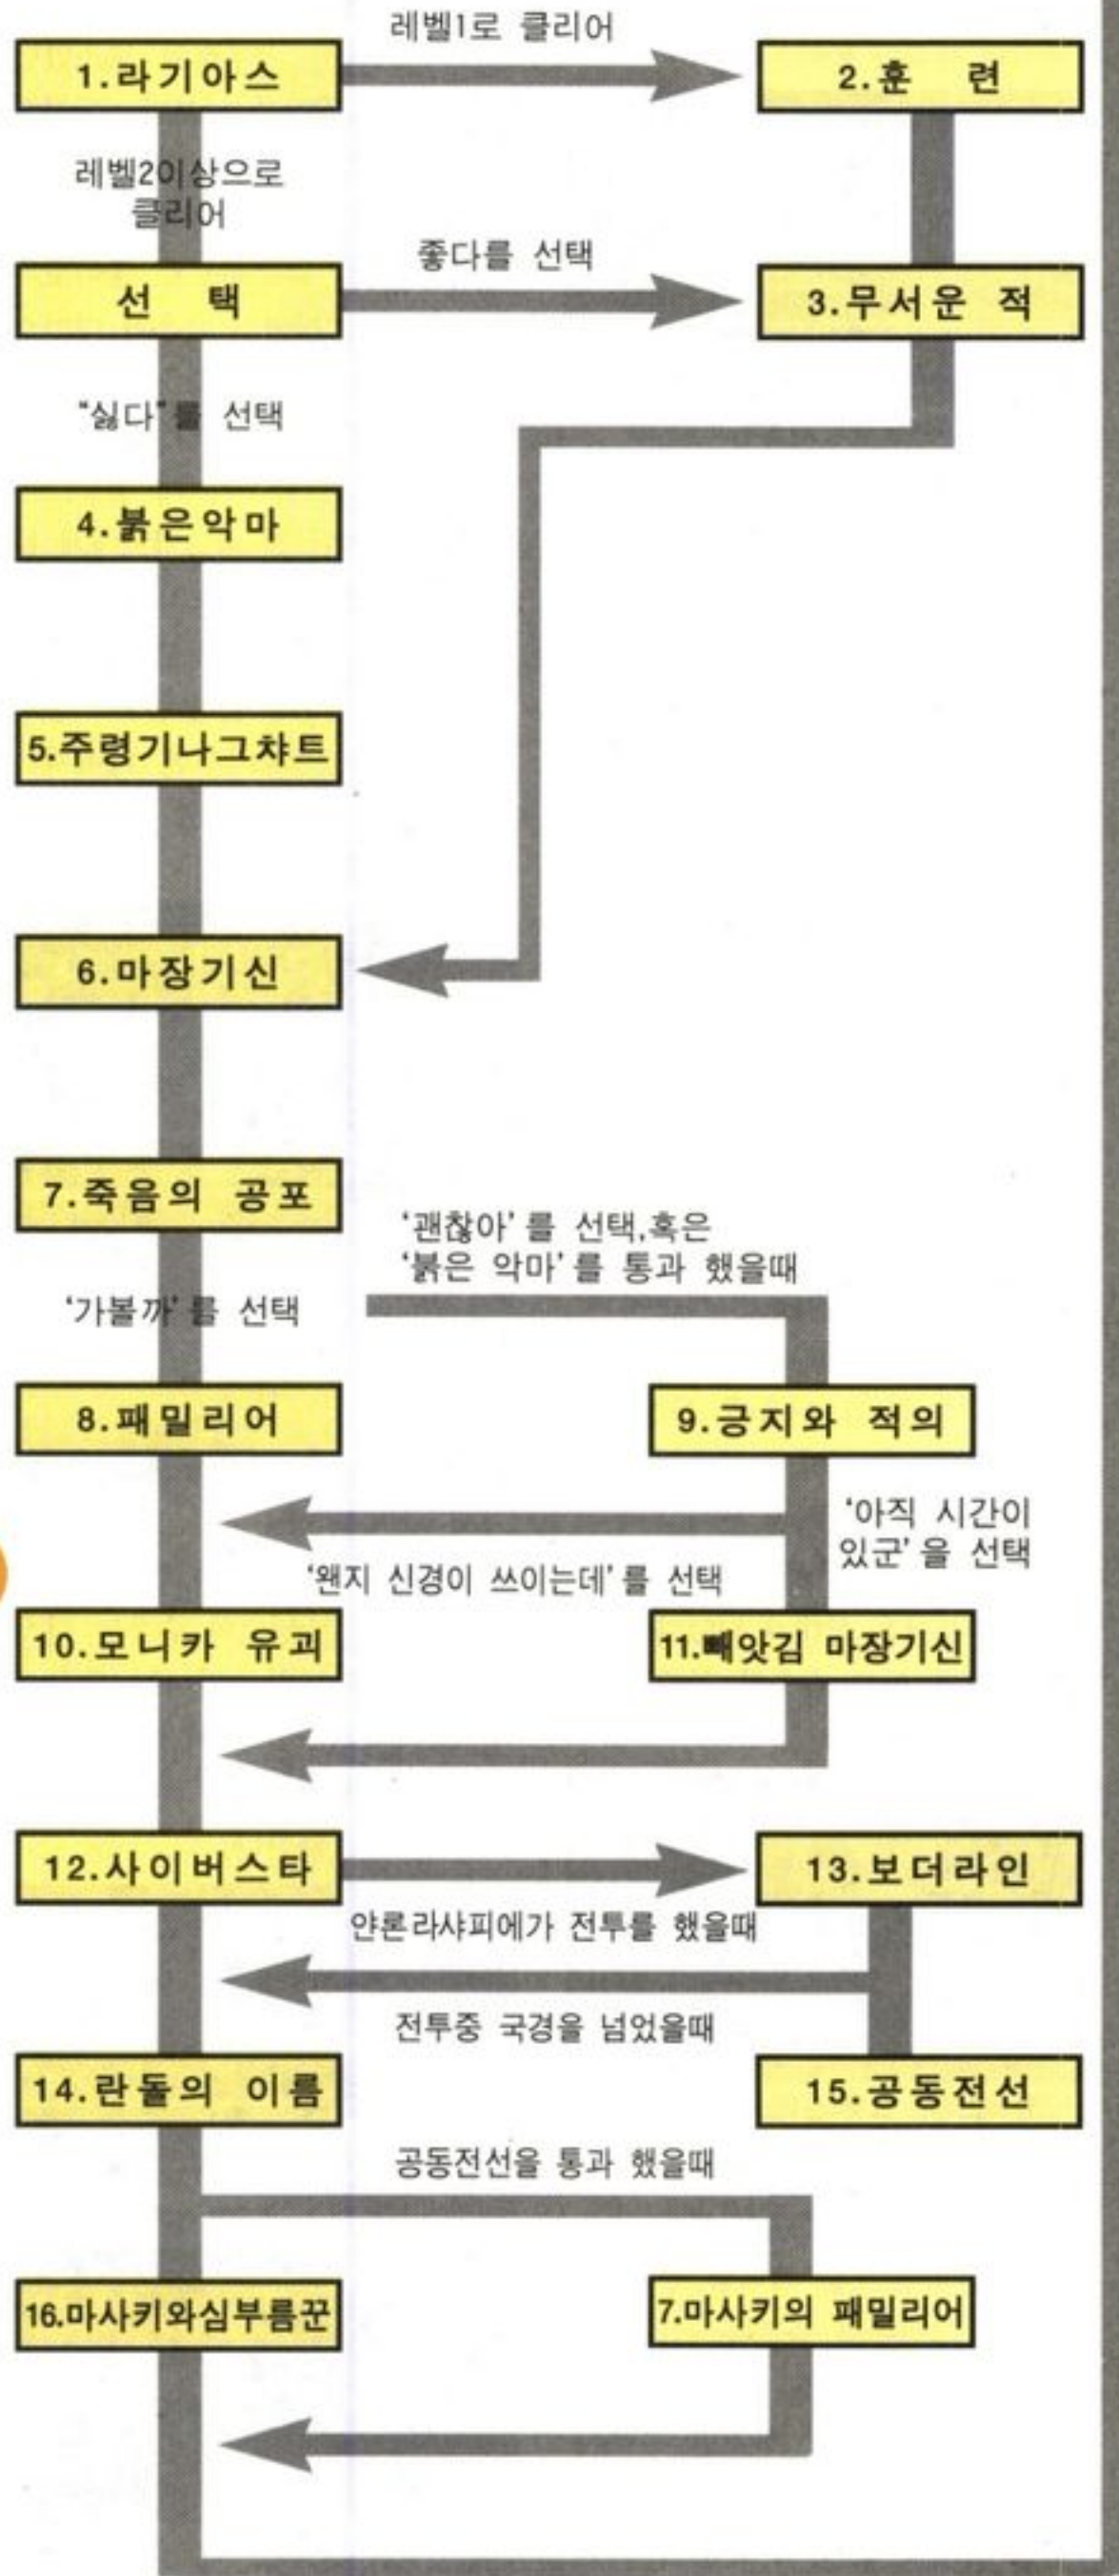 레벨1로 클리어
1.라기아스
2.훈 련
레벨2이상으로
클리어
좋다를 선택
선 택
3.무서운 적
"싫다"를 선택
4.붉은악마
5.주령기나그챠트
6.마장기신
7.죽음의 공포
'괜찮아'를 선택,혹은
'붉은 악마'를 통과 했을때
'가볼까'를 선택
8.패밀리어
9.긍지와 적의
'아직 시간이
있군'을 선택
'왠지 신경이 쓰이는데'를 선택
10.모니카 유괴
11.빼앗김 마장기신
12.사이버스타
13.보더라인
얀론라샤피에가 전투를 했을때
전투중 국경을 넘었을때
14.란돌의 이름
15.공동전선
공동전선을 통과 했을때
16.마사키와심부름꾼
7.마사키의 패밀리어